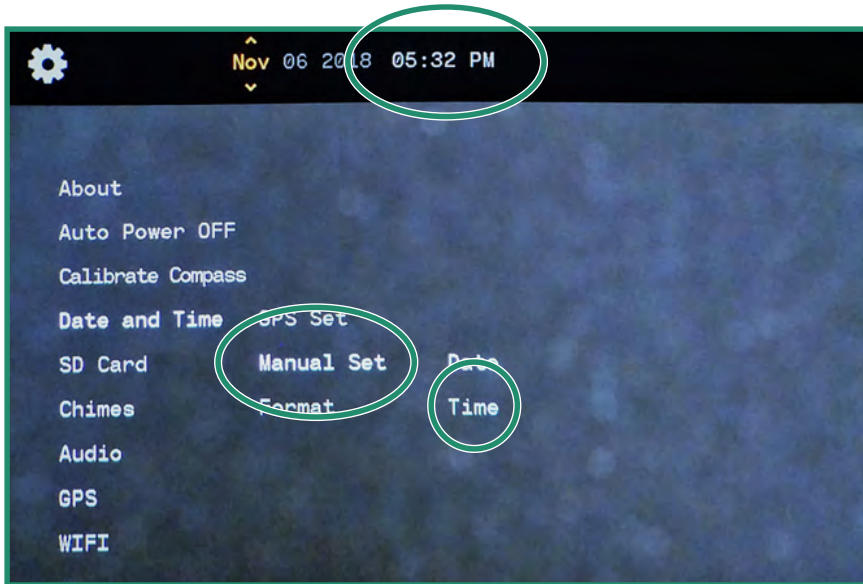 Nov 06 2018 05:32 PM
About
Auto Power OFF
Calibrate Compass
Date and Time GPS Set
SD Card Manual Set Date
Chimes Format Time
Audio
GPS
WIFI